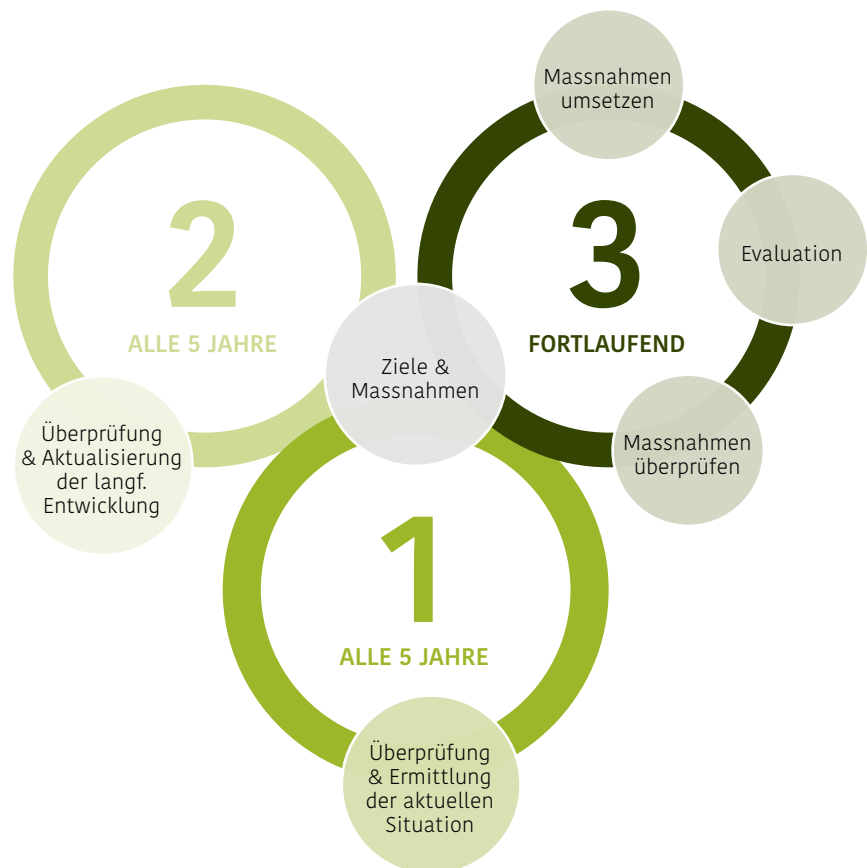 Massnahmen
umsetzen
2
ALLE 5 JAHRE
3
FORTLAUFEND
Evaluation
Ziele &
Massnahmen
Überprüfung
& Aktualisierung
der langf.
Entwicklung
Massnahmen
überprüfen
1
ALLE 5 JAHRE
Überprüfung
& Ermittlung
der aktuellen
Situation